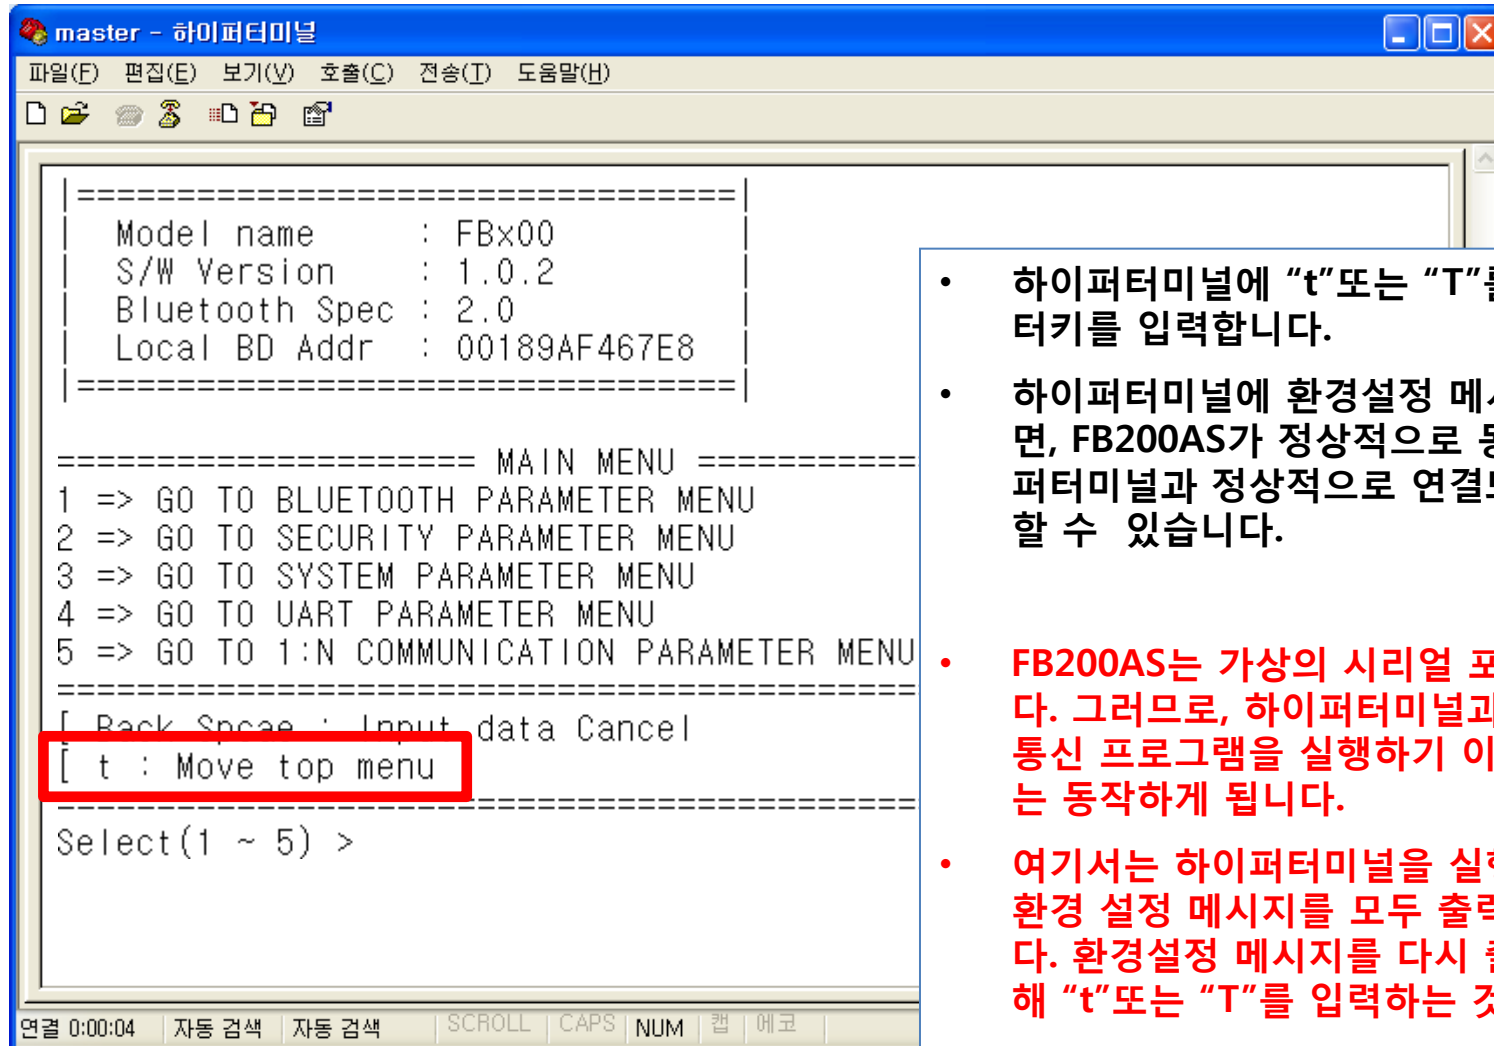 master - 하이퍼터미널
파일(F) 편집(E) 보기(V) 호출(C) 전송(T) 도움말(H)
|=================================|
| Model name : FBx00 |
| S/W Version : 1.0.2 |
| Bluetooth Spec : 2.0 |
| Local BD Addr : 00189AF467E8 |
|=================================|
===================== MAIN MENU ===========
1 => GO TO BLUETOOTH PARAMETER MENU
2 => GO TO SECURITY PARAMETER MENU
3 => GO TO SYSTEM PARAMETER MENU
4 => GO TO UART PARAMETER MENU
5 => GO TO 1:N COMMUNICATION PARAMETER MENU
===========================================
[ Back Spcae : Input data Cancel
[ t : Move top menu
===========================================
Select(1 ~ 5) >
• 하이퍼터미널에 “t”또는 “T”를
터키를 입력합니다.
• 하이퍼터미널에 환경설정
면, FB200AS가 정상적으로
퍼터미널과 정상적으로
할 수 있습니다.
• FB200AS는 가상의 시리얼
다. 그러므로, 하이퍼터미널과
통신 프로그램을 실행하기
는 동작하게 됩니다.
• 여기서는 하이퍼터미널을
환경 설정 메시지를 모두
다. 환경설정 메시지를 다시
해 “t”또는 “T”를 입력하는
연결 0:00:04 자동 검색 자동 검색 SCROLL CAPS NUM 캡 에코